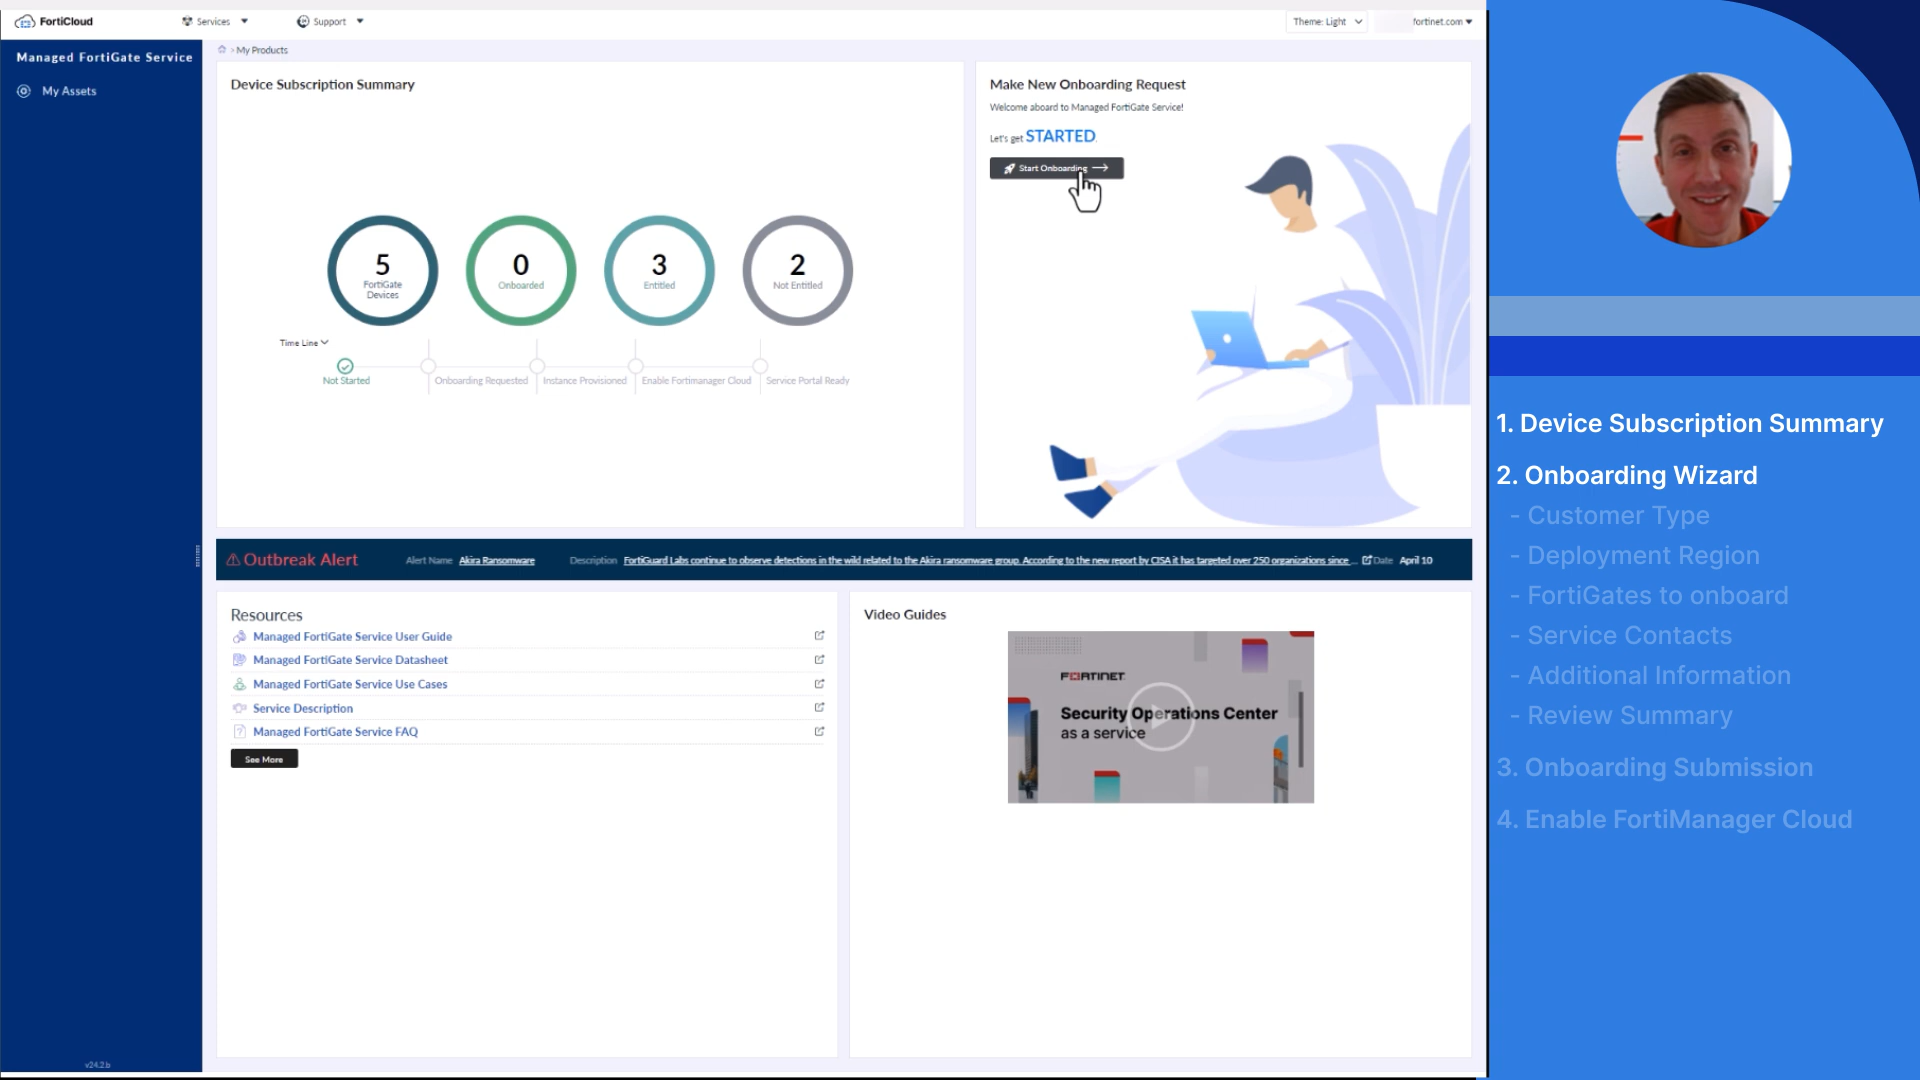 FortiCloud
Services
Support
Theme: Light
fortinet.com
Managed FortiGate Service
My Assets
> My Products
Device Subscription Summary
5
FortiGate
Devices
0
Onboarded
3
Entitled
2
Not Entitled
Time Line
Not Started
Onboarding Requested
Instance Provisioned
Enable Fortimanager Cloud
Service Portal Ready
Make New Onboarding Request
Welcome aboard to Managed FortiGate Service!
Let's get STARTED.
Start Onboarding
Outbreak Alert
Alert Name Akira Ransomware
Description FortiGuard Labs continue to observe detections in the wild related to the Akira ransomware group. According to the new report by CISA it has targeted over 250 organizations since ...
Date April 10
Resources
Managed FortiGate Service User Guide
Managed FortiGate Service Datasheet
Managed FortiGate Service Use Cases
Service Description
Managed FortiGate Service FAQ
See More
Video Guides
FORTINET
Security Operations Center
as a service
v24.2.b
1. Device Subscription Summary
2. Onboarding Wizard
- Customer Type
- Deployment Region
- FortiGates to onboard
- Service Contacts
- Additional Information
- Review Summary
3. Onboarding Submission
4. Enable FortiManager Cloud